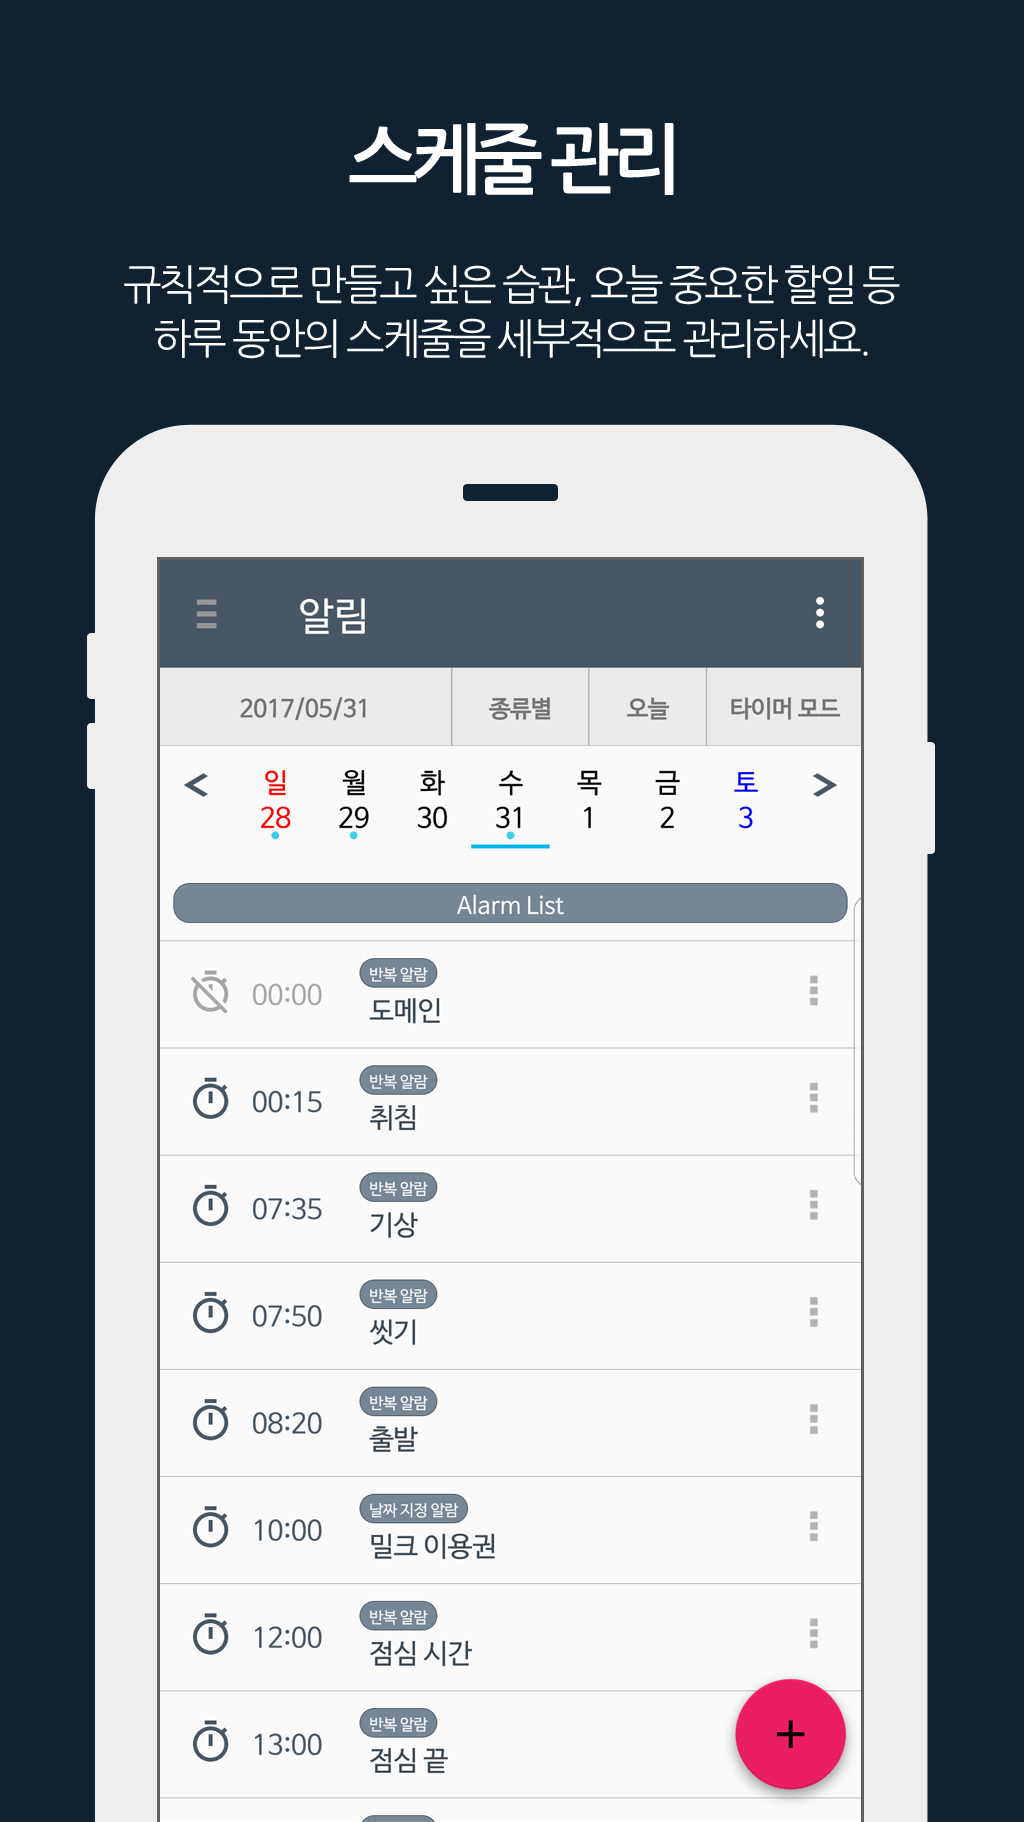 스케줄 관리
규칙적으로 만들고 싶은 습관, 오늘 중요한 할일 등
하루 동안의 스케줄을 세부적으로 관리하세요.
알림
2017/05/31 종류별 오늘 타이머 모드
< 일 월 화 수 목 금 토 >
28 29 30 31 1 2 3
Alarm List
반복 알람
00:00 도메인
반복 알람
00:15 취침
반복 알람
07:35 기상
반복 알람
07:50 씻기
반복 알람
08:20 출발
날짜 지정 알람
10:00 밀크 이용권
반복 알람
12:00 점심 시간
반복 알람
13:00 점심 끝
+